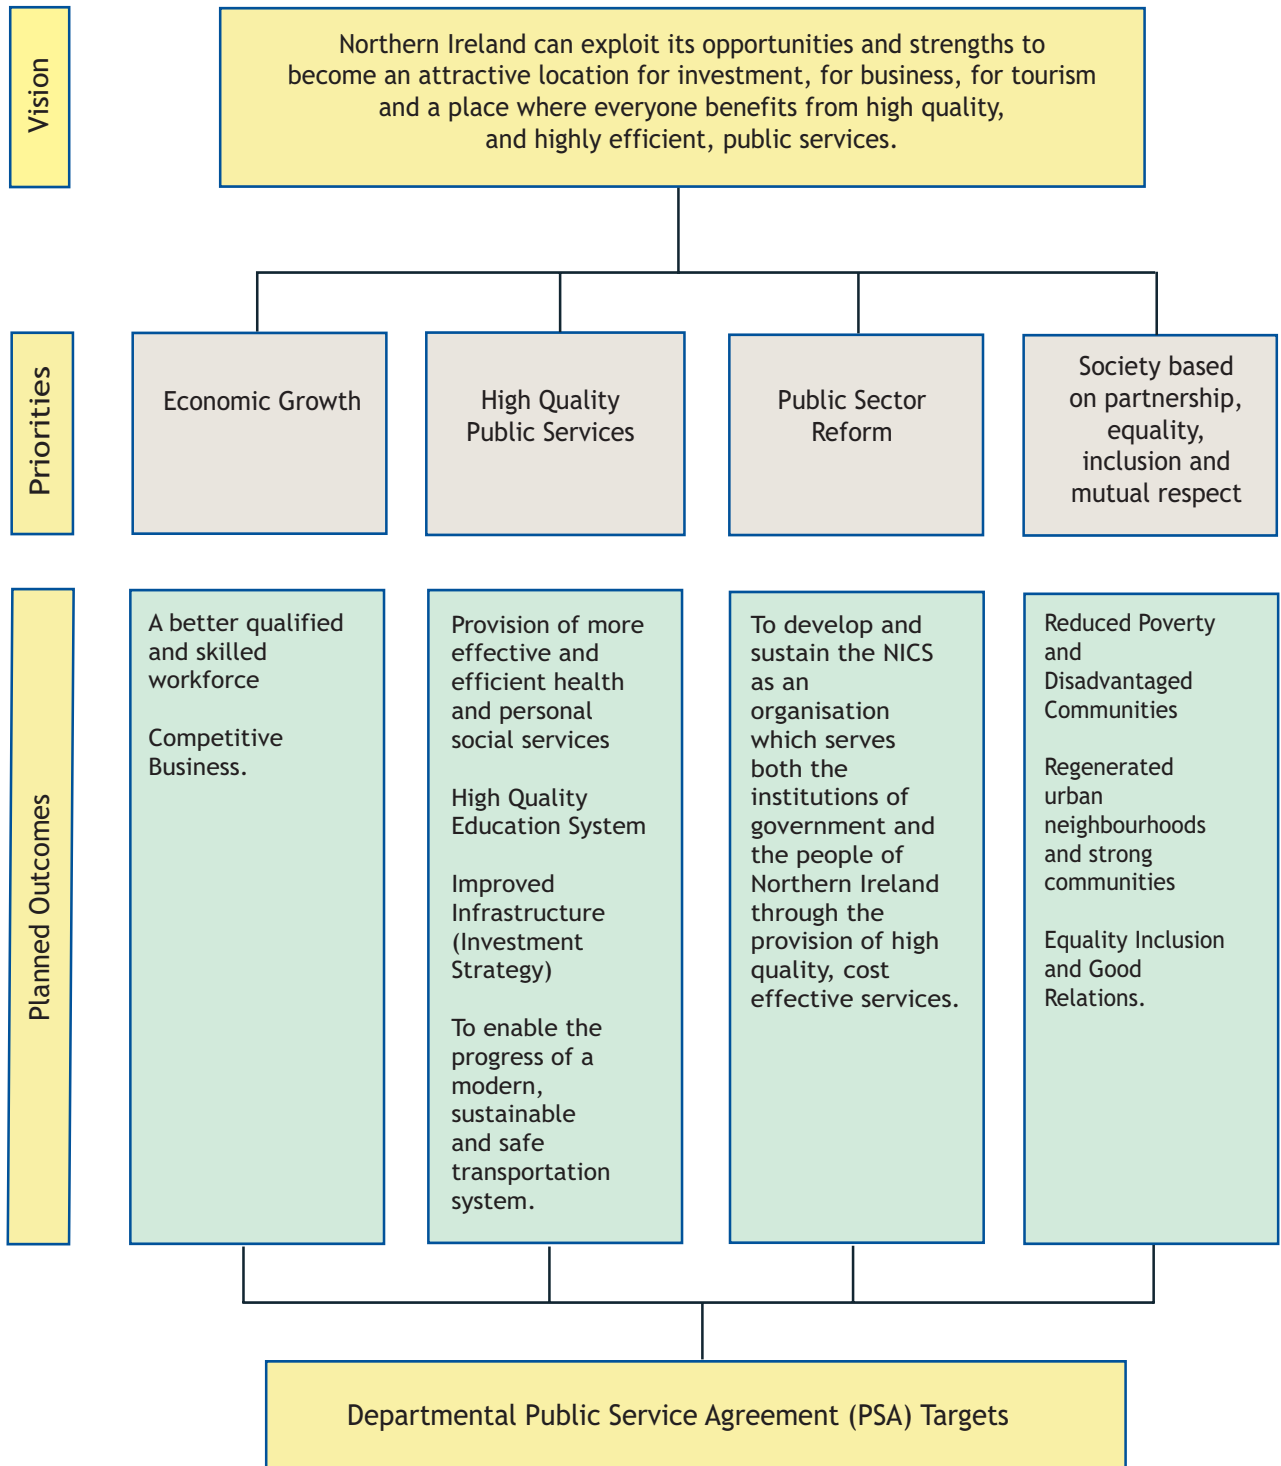 Vision
Northern Ireland can exploit its opportunities and strengths to
become an attractive location for investment, for business, for tourism
and a place where everyone benefits from high quality,
and highly efficient, public services.
Priorities
Economic Growth
High Quality
Public Services
Public Sector
Reform
Society based
on partnership,
equality,
inclusion and
mutual respect
Planned Outcomes
A better qualified
and skilled
workforce
Competitive
Business.
Provision of more
effective and
efficient health
and personal
social services
High Quality
Education System
Improved
Infrastructure
(Investment
Strategy)
To enable the
progress of a
modern,
sustainable
and safe
transportation
system.
To develop and
sustain the NICS
as an
organisation
which serves
both the
institutions of
government and
the people of
Northern Ireland
through the
provision of high
quality, cost
effective services.
Reduced Poverty
and
Disadvantaged
Communities
Regenerated
urban
neighbourhoods
and strong
communities
Equality Inclusion
and Good
Relations.
Departmental Public Service Agreement (PSA) Targets